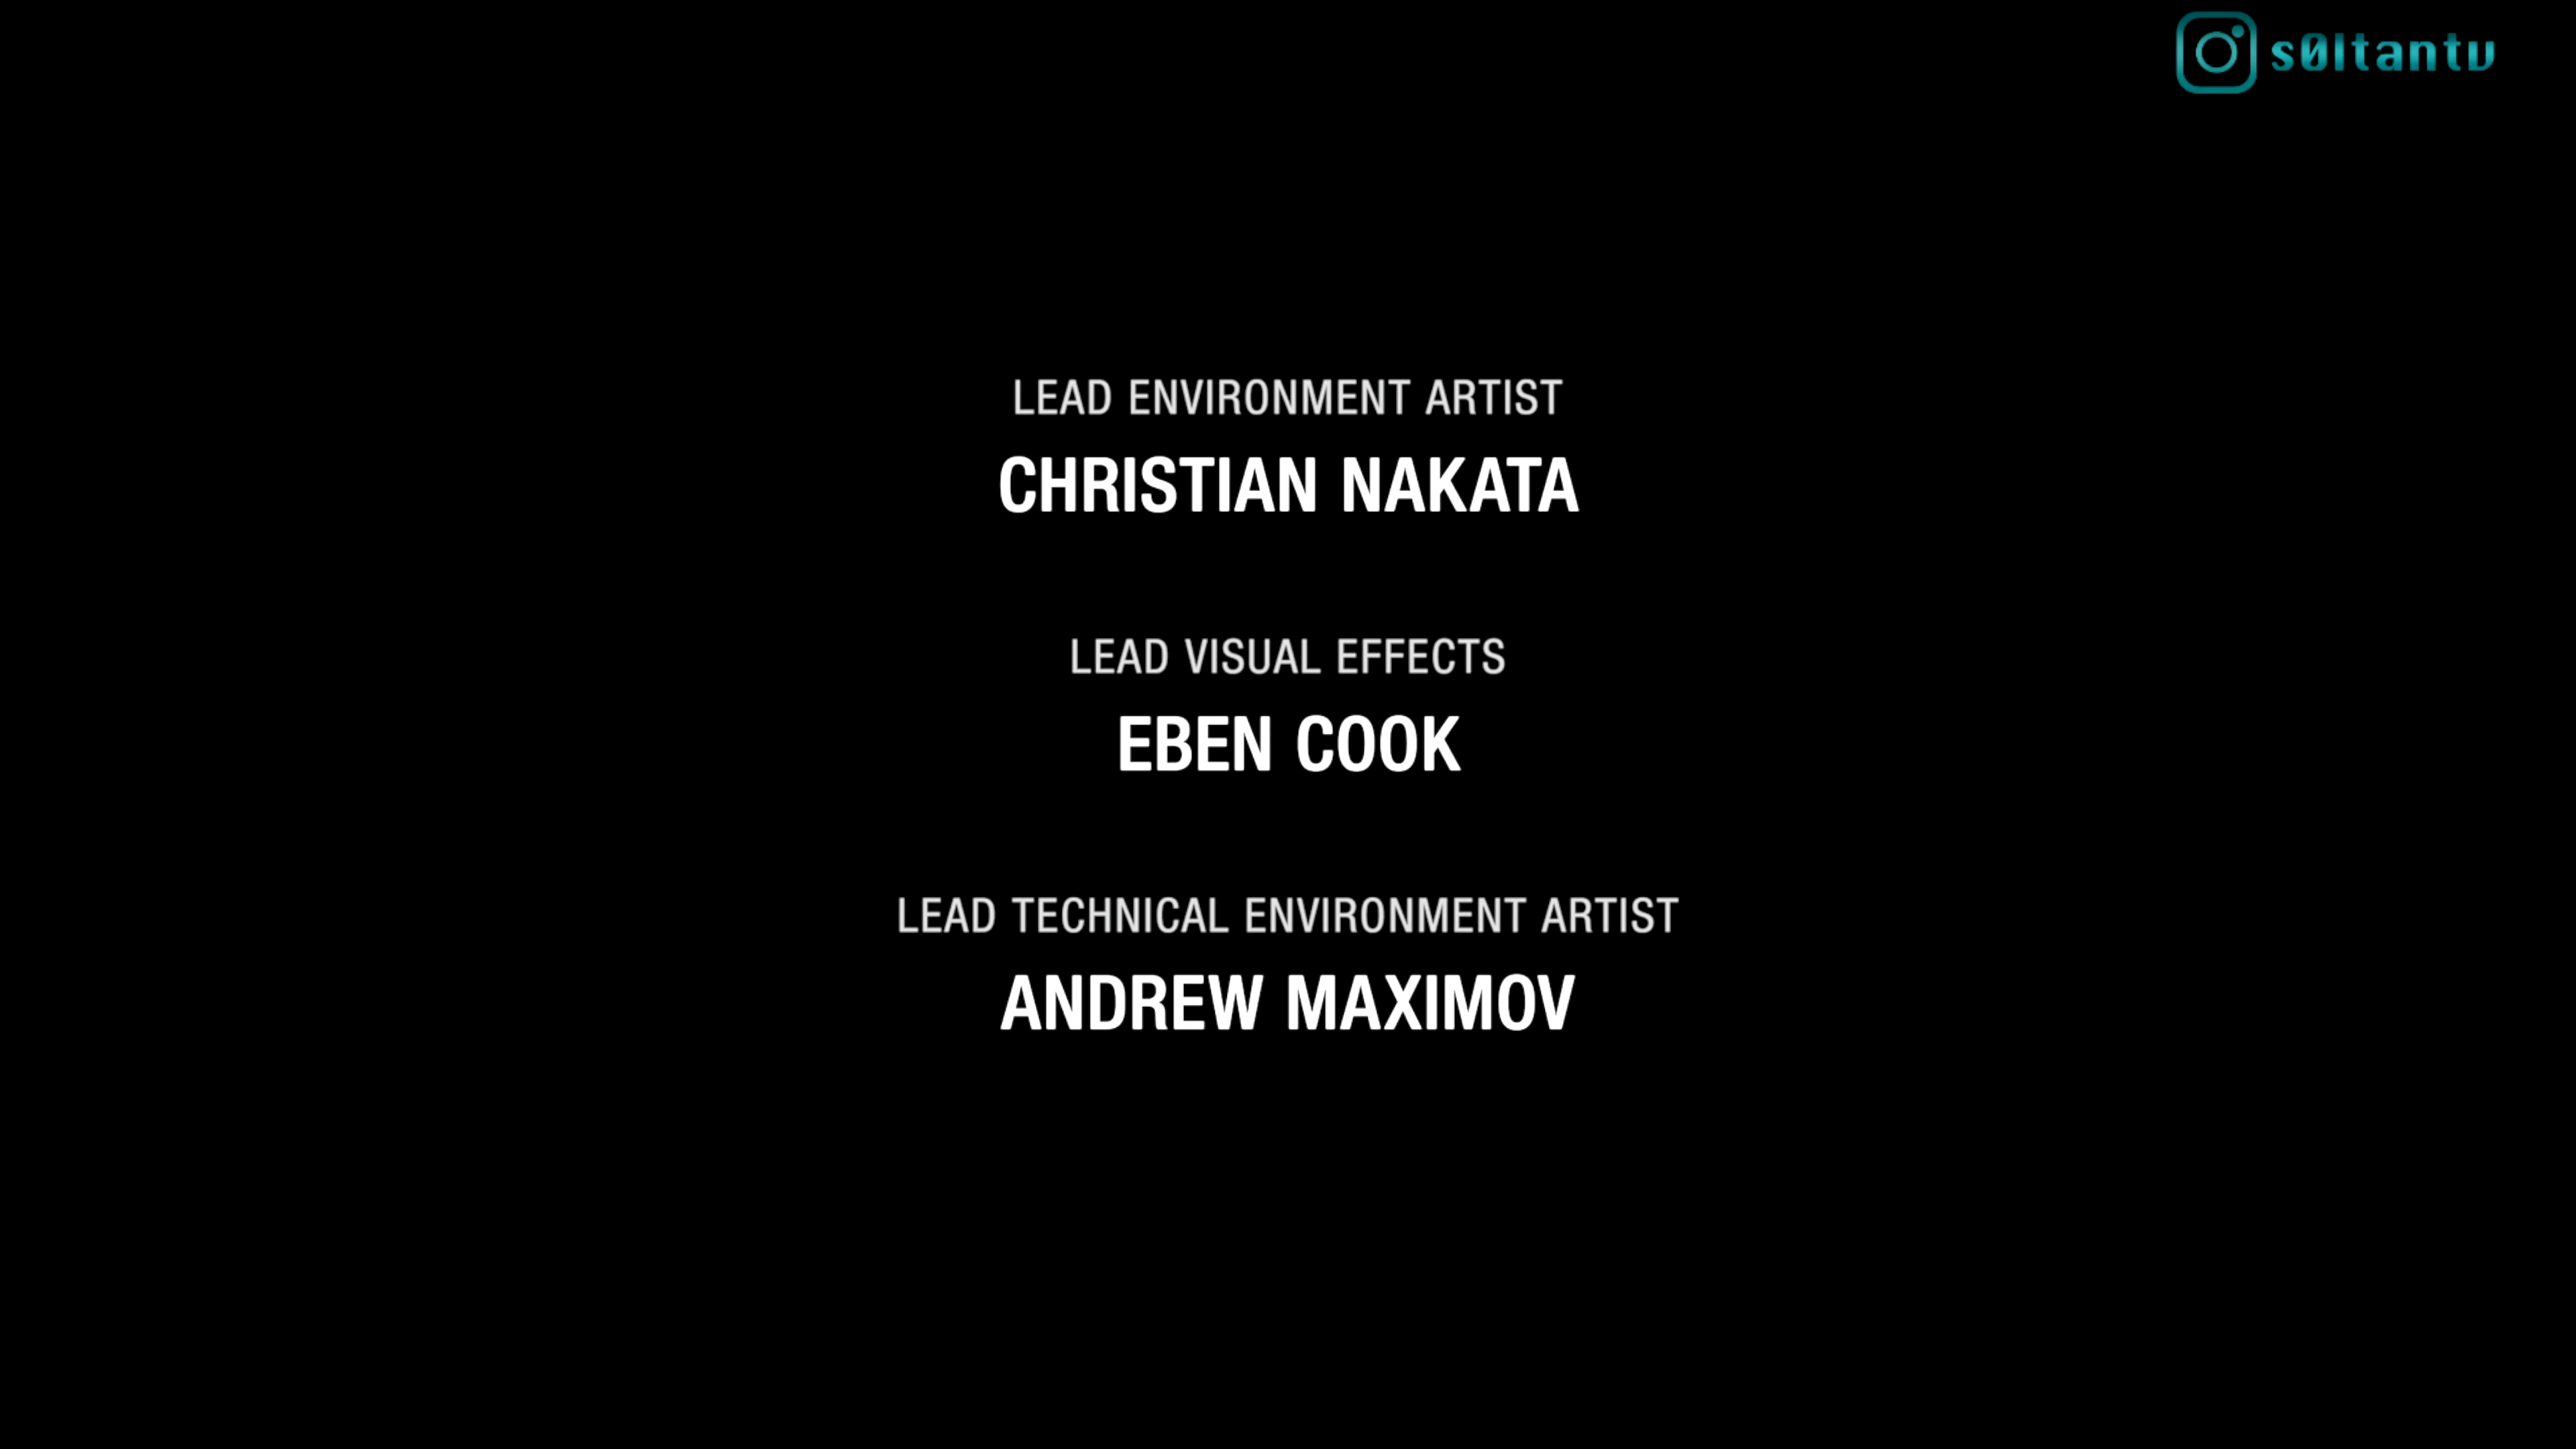 s0ltantv
LEAD ENVIRONMENT ARTIST
CHRISTIAN NAKATA
LEAD VISUAL EFFECTS
EBEN COOK
LEAD TECHNICAL ENVIRONMENT ARTIST
ANDREW MAXIMOV